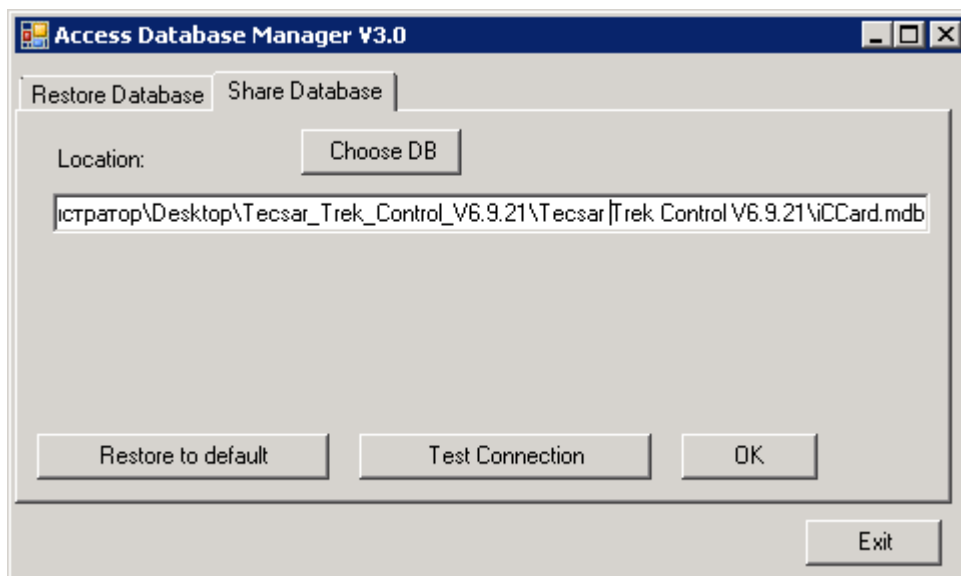 Access Database Manager V3.0
Restore Database Share Database
Location: Choose DB
істратор\Desktop\Tecsar_Trek_Control_V6.9.21\Tecsar Trek Control V6.9.21\iCCard.mdb
Restore to default Test Connection OK
Exit